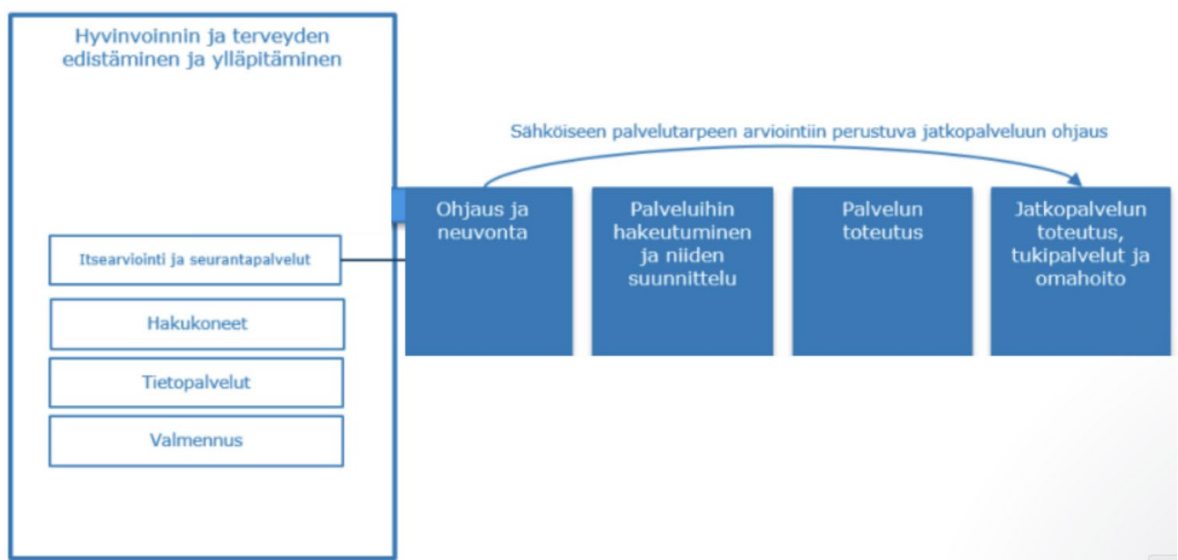 Hyvinvoinnin ja terveyden
edistäminen ja ylläpitäminen
Itsearviointi ja seurantapalvelut
Hakukoneet
Tietopalvelut
Valmennus
Sähköiseen palvelutarpeen arviointiin perustuva jatkopalveluun ohjaus
Ohjaus ja
neuvonta
Palveluihin
hakeutuminen
ja niiden
suunnittelu
Palvelun
toteutus
Jatkopalvelun
toteutus,
tukipalvelut ja
omahoito